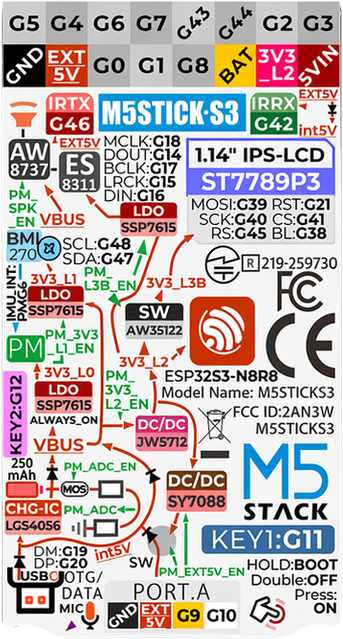 G5 G4 G6 G7 G43 G44 G2 G3
GND EXT 5V G0 G1 G8 BAT 3V3_L2 5VIN
IRTX G46
M5STICK·S3
IRRX G42
EXT5V
int5V
EXT5V
AW 8737
ES 8311
MCLK:G18
DOUT:G14
BCLK:G17
LRCK:G15
DIN:G16
1.14" IPS-LCD
ST7789P3
MOSI:G39 RST:G21
SCK:G40 CS:G41
RS:G45 BL:G38
PM_SPK_EN
VBUS
LDO
SSP7615
BMI 270
SCL:G48
SDA:G47
IMU_INT: PMG6
PM_L3B_EN
3V3_L3B
R 219-259730
FC
CE
3V3_L1
LDO
SSP7615
SW
AW35122
PM
PM_3V3_L1_EN
3V3_L2
ESP32S3-N8R8
Model Name: M5STICKS3
FCC ID:2AN3W
M5STICKS3
KEY2:G12
3V3_L0
LDO
SSP7615
ALWAYS_ON
PM_3V3_L2_EN
DC/DC
JW5712
VBUS
250 mAh
PM_ADC_EN
MOS
DC/DC
SY7088
M5
STACK
CHG-IC
LGS4056
PM_ADC
KEY1:G11
DM:G19
DP:G20
int5V
SW
PM_EXT5V_EN
HOLD:BOOT
Double:OFF
Press:ON
USBC
OTG/DATA
MIC
PORT.A
GND EXT 5V G9 G10